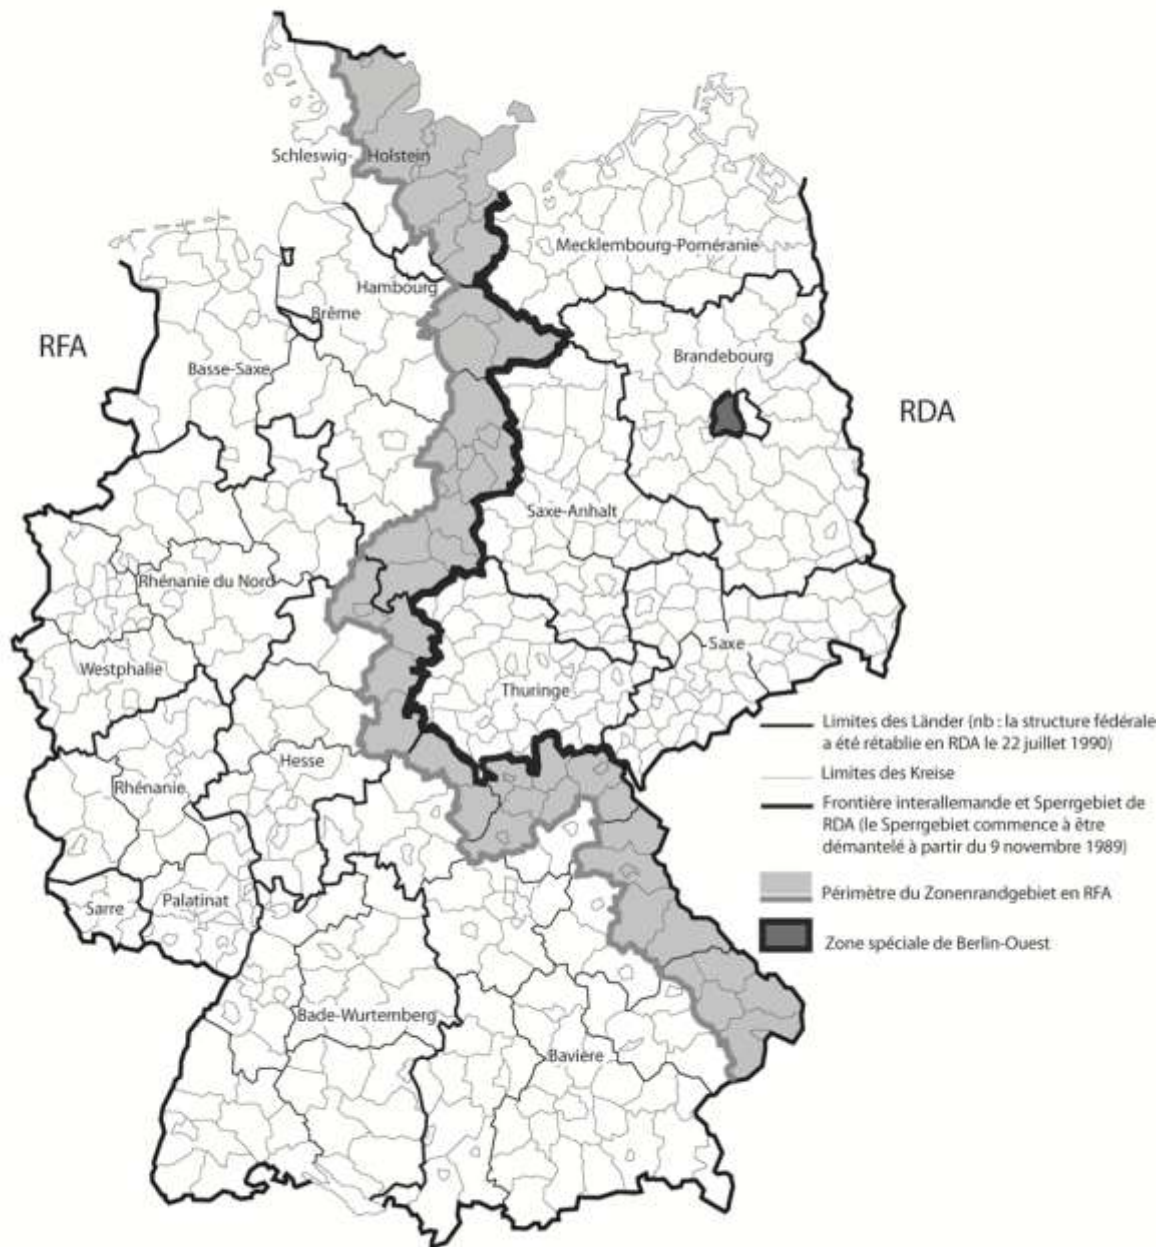 Schleswig-
Holstein
Mecklembourg-Poméranie
Hambourg
Brême
RFA
Brandebourg
Basse-Saxe
RDA
Saxe-Anhalt
Rhénanie du Nord
Saxe
Westphalie
Thuringe
Hesse
Rhénanie
Sarre
Palatinat
Bade-Wurtemberg
Bavière
Limites des Länder (nb : la structure fédérale
a été rétablie en RDA le 22 juillet 1990)
Limites des Kreise
Frontière interallemande et Sperrgebiet de
RDA (le Sperrgebiet commence à être
démantelé à partir du 9 novembre 1989)
Périmètre du Zonenrandgebiet en RFA
Zone spéciale de Berlin-Ouest